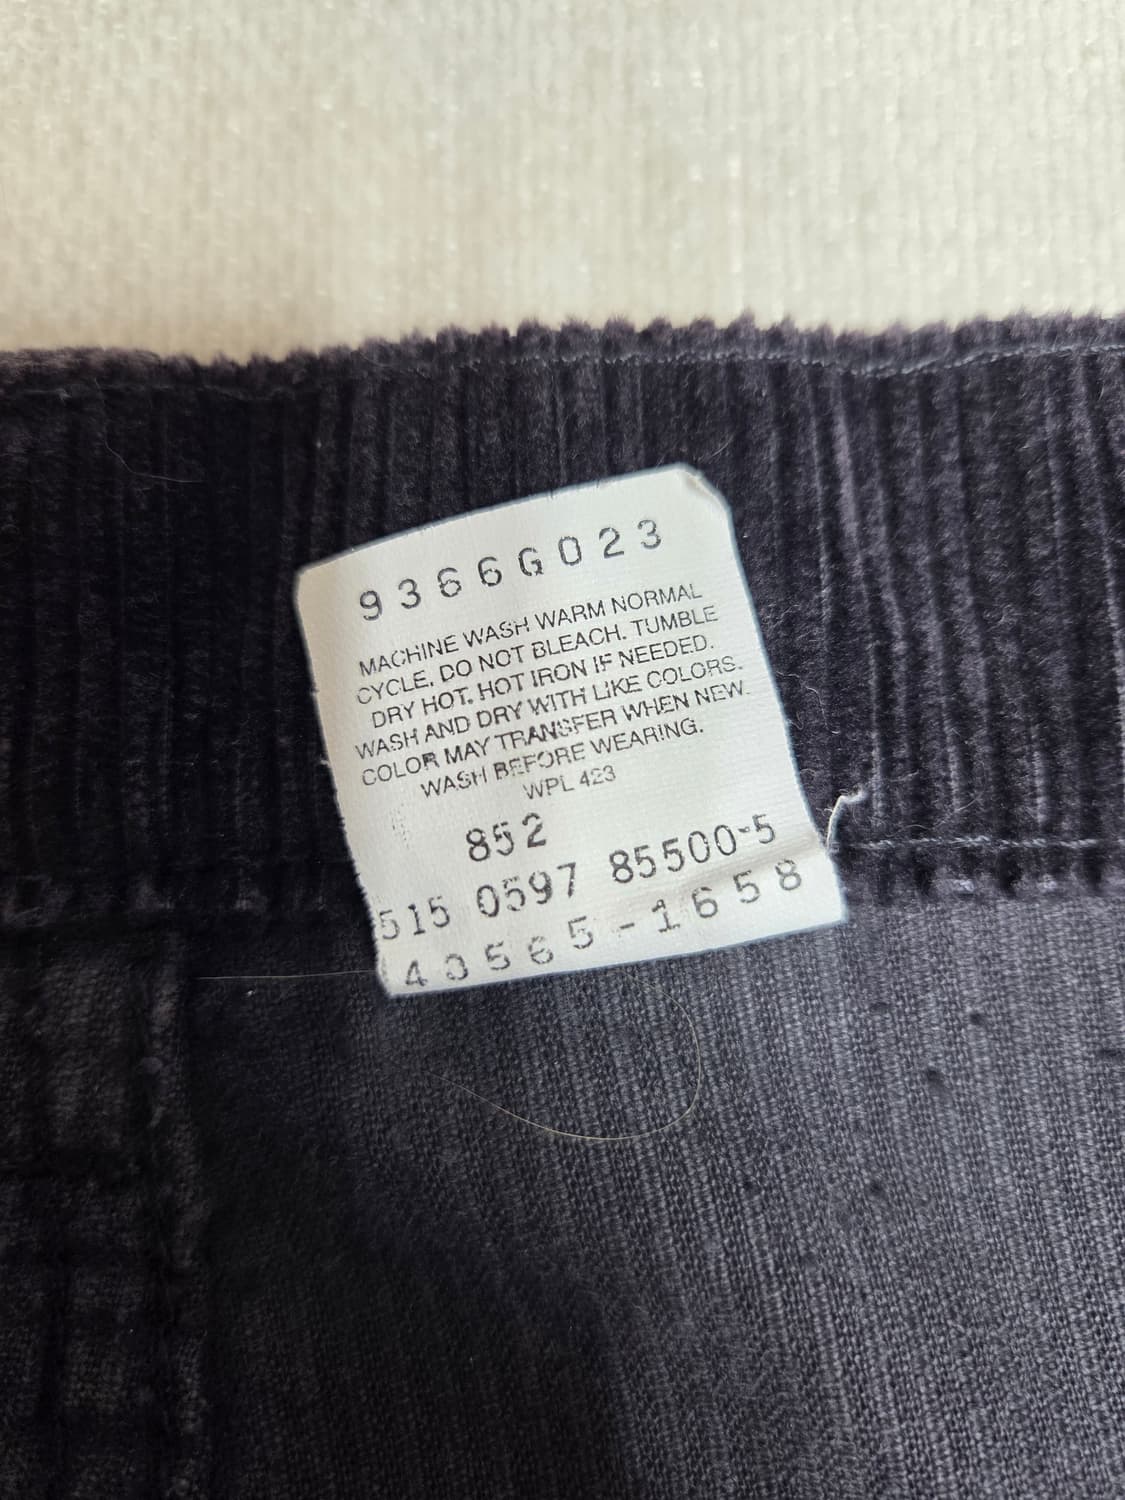 9366G023
MACHINE WASH WARM NORMAL
CYCLE. DO NOT BLEACH. TUMBLE
DRY HOT. HOT IRON IF NEEDED.
WASH AND DRY WITH LIKE COLORS.
COLOR MAY TRANSFER WHEN NEW.
WASH BEFORE WEARING.
WPL 423
852
515 0597 85500-5
40565-1658